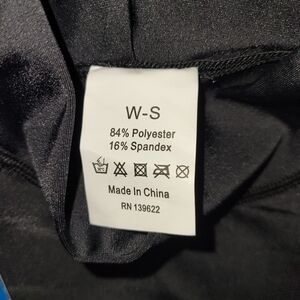 W-S
84% Polyester
16% Spandex
Made In China
RN 139622